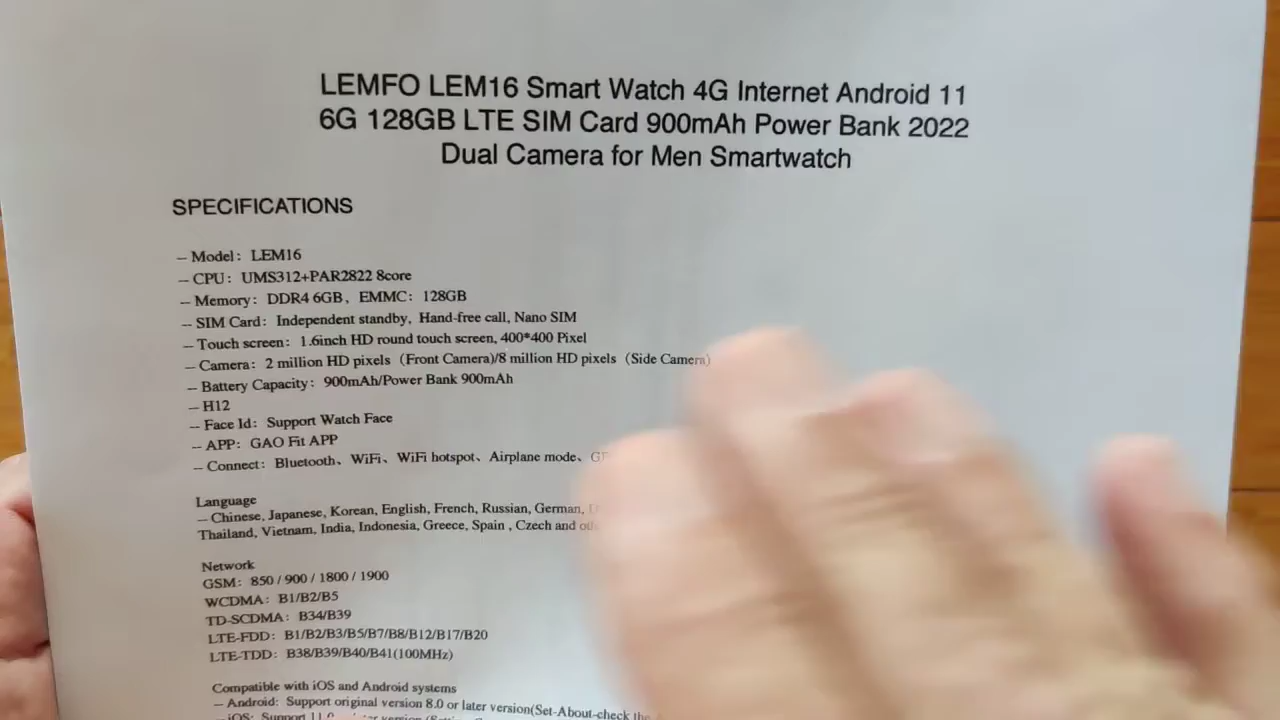 LEMFO LEM16 Smart Watch 4G Internet Android 11
6G 128GB LTE SIM Card 900mAh Power Bank 2022
Dual Camera for Men Smartwatch
SPECIFICATIONS
– Model: LEM16
– CPU: UMS312+PAR2822 8core
– Memory: DDR4 6GB, EMMC: 128GB
– SIM Card: Independent standby, Hand-free call, Nano SIM
– Touch screen: 1.6inch HD round touch screen, 400*400 Pixel
– Camera: 2 million HD pixels (Front Camera)/8 million HD pixels (Side Camera)
– Battery Capacity: 900mAh/Power Bank 900mAh
– H12
– Face Id: Support Watch Face
– APP: GAO Fit APP
– Connect: Bluetooth、WiFi、WiFi hotspot、Airplane mode、
Language
– Chinese, Japanese, Korean, English, French, Russian, German,
Thailand, Vietnam, India, Indonesia, Greece, Spain , Czech and
Network
GSM: 850 / 900 / 1800 / 1900
WCDMA: B1/B2/B5
TD-SCDMA: B34/B39
LTE-FDD: B1/B2/B3/B5/B7/B8/B12/B17/B20
LTE-TDD: B38/B39/B40/B41(100MHz)
Compatible with iOS and Android systems
– Android: Support original version 8.0 or later version(Set-About-check the
– iOS: Support version